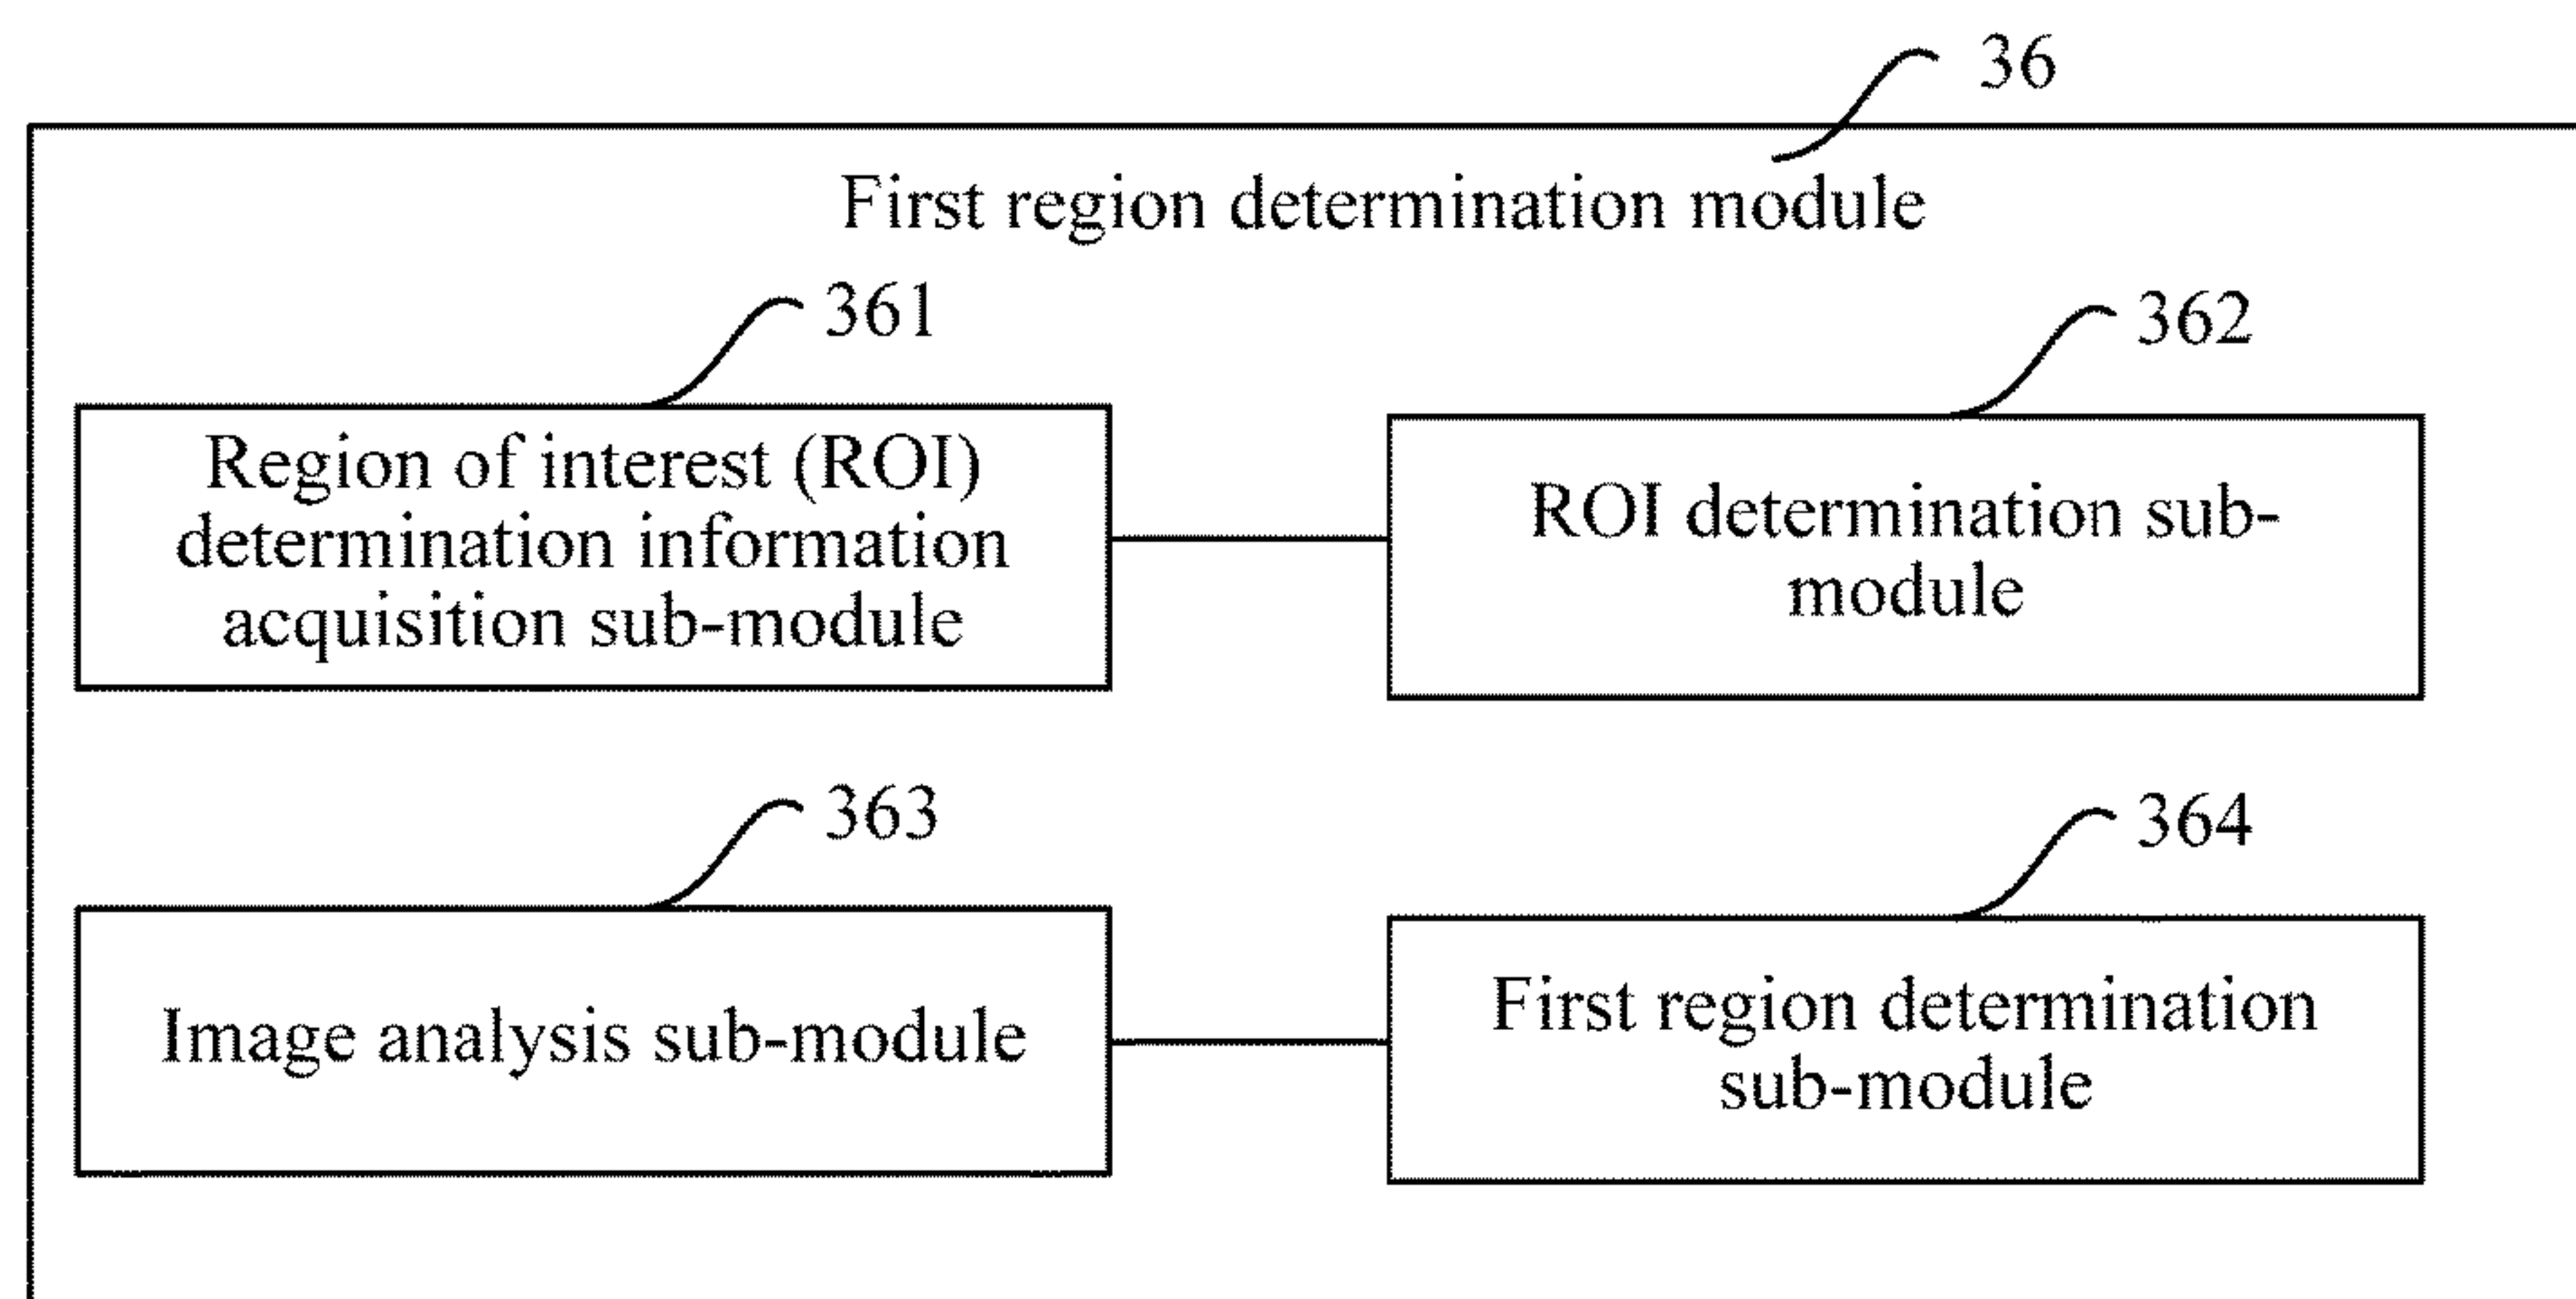 36
First region determination module
361
362
Region of interest (ROI)
determination information
acquisition sub-module
ROI determination sub-
module
363
364
Image analysis sub-module
First region determination
sub-module